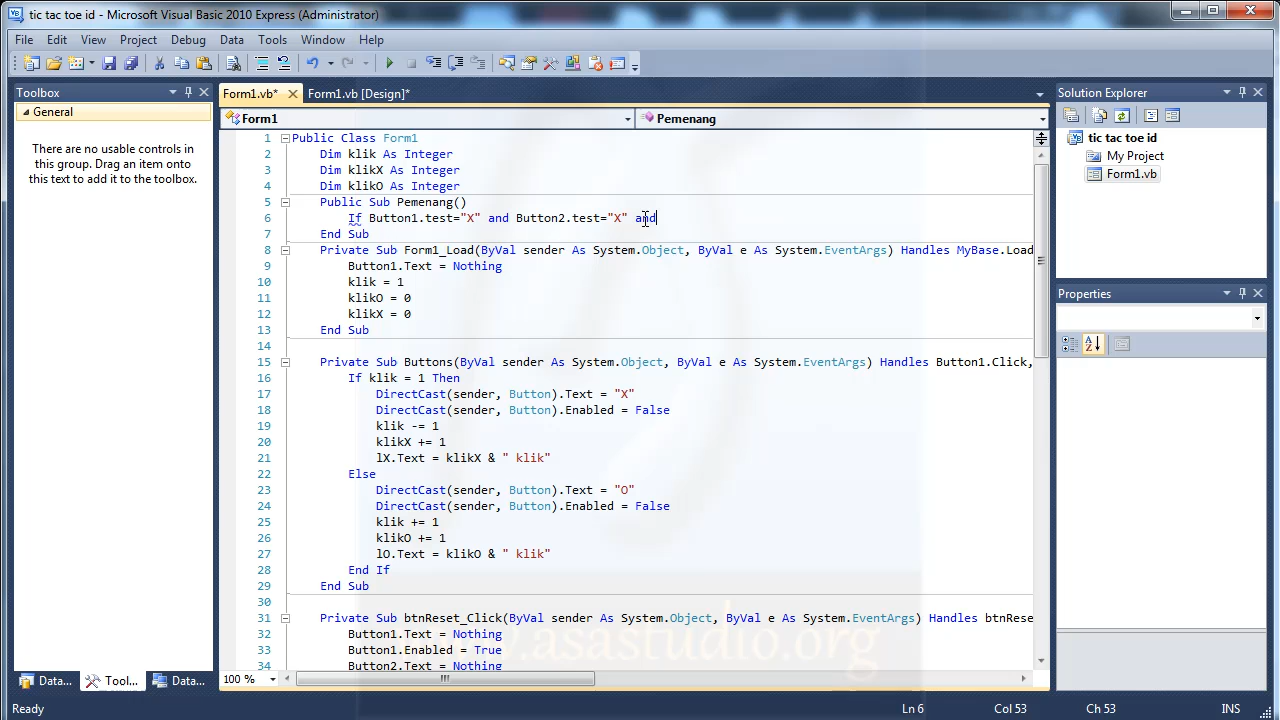 tic tac toe id - Microsoft Visual Basic 2010 Express (Administrator)
File Edit View Project Debug Data Tools Window Help
Toolbox
General
There are no usable controls in
this group. Drag an item onto
this text to add it to the toolbox.
Data...
Tool...
Data...
Form1.vb*
Form1.vb [Design]*
Form1
Pemenang
1 Public Class Form1
2 Dim klik As Integer
3 Dim klikX As Integer
4 Dim klikO As Integer
5 Public Sub Pemenang()
6 If Button1.test="X" and Button2.test="X" and
7 End Sub
8 Private Sub Form1_Load(ByVal sender As System.Object, ByVal e As System.EventArgs) Handles MyBase.Load
9 Button1.Text = Nothing
10 klik = 1
11 klikO = 0
12 klikX = 0
13 End Sub
14
15 Private Sub Buttons(ByVal sender As System.Object, ByVal e As System.EventArgs) Handles Button1.Click,
16 If klik = 1 Then
17 DirectCast(sender, Button).Text = "X"
18 DirectCast(sender, Button).Enabled = False
19 klik -= 1
20 klikX += 1
21 lX.Text = klikX & " klik"
22 Else
23 DirectCast(sender, Button).Text = "O"
24 DirectCast(sender, Button).Enabled = False
25 klik += 1
26 klikO += 1
27 lO.Text = klikO & " klik"
28 End If
29 End Sub
30
31 Private Sub btnReset_Click(ByVal sender As System.Object, ByVal e As System.EventArgs) Handles btnRese
32 Button1.Text = Nothing
33 Button1.Enabled = True
34 Button2.Text = Nothing
100 %
Solution Explorer
tic tac toe id
My Project
Form1.vb
Properties
Ready
Ln 6
Col 53
Ch 53
INS